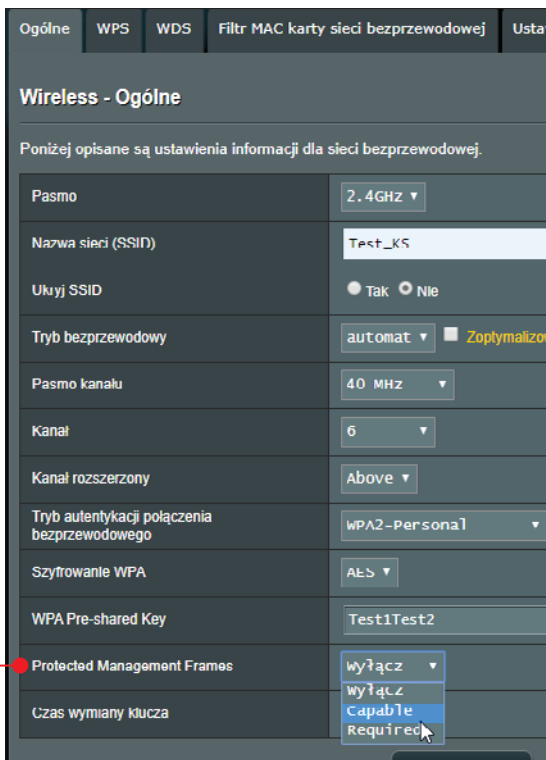 Ogólne WPS WDS Filtr MAC karty sieci bezprzewodowej Usta
Wireless - Ogólne
Poniżej opisane są ustawienia informacji dla sieci bezprzewodowej.
Pasmo 2.4GHz
Nazwa sieci (SSID) Test_KS
Ukryj SSID Tak Nie
Tryb bezprzewodowy automat Zoptymalizow
Pasmo kanału 40 MHz
Kanał 6
Kanał rozszerzony Above
Tryb autentykacji połączenia
bezprzewodowego WPA2-Personal
Szyfrowanie WPA AES
WPA Pre-shared Key Test1Test2
Protected Management Frames Wyłącz
Wyłącz
Czas wymiany klucza Capable
Required